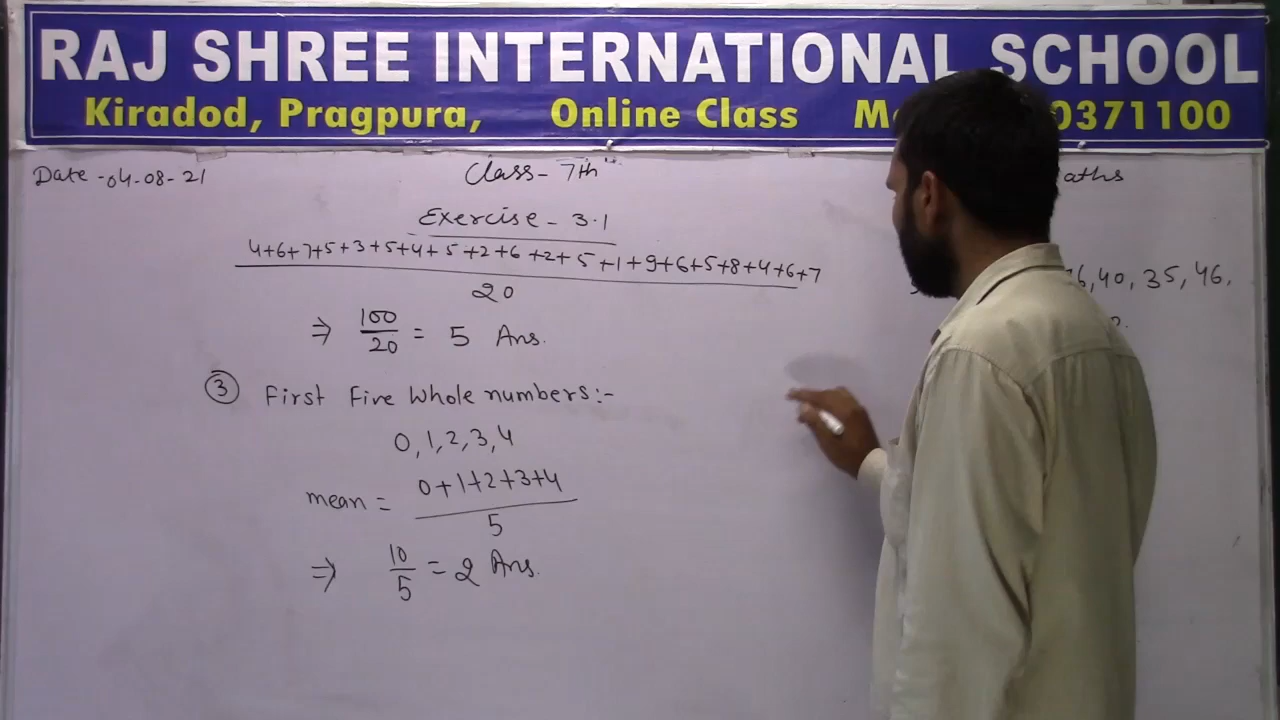 RAJ SHREE INTERNATIONAL SCHOOL
Kiradod, Pragpura, Online Class 0371100
Date - 04-08-21
Class - 7th
Exercise - 3.1
4+6+7+5+3+5+4+5+2+6+2+5+1+9+6+5+8+4+6+7
20
⇒ 100/20 = 5 Ans.
③ First Five Whole numbers:-
0,1,2,3,4
mean = 0+1+2+3+4
5
⇒ 10/5 = 2 Ans.
40, 35, 46,